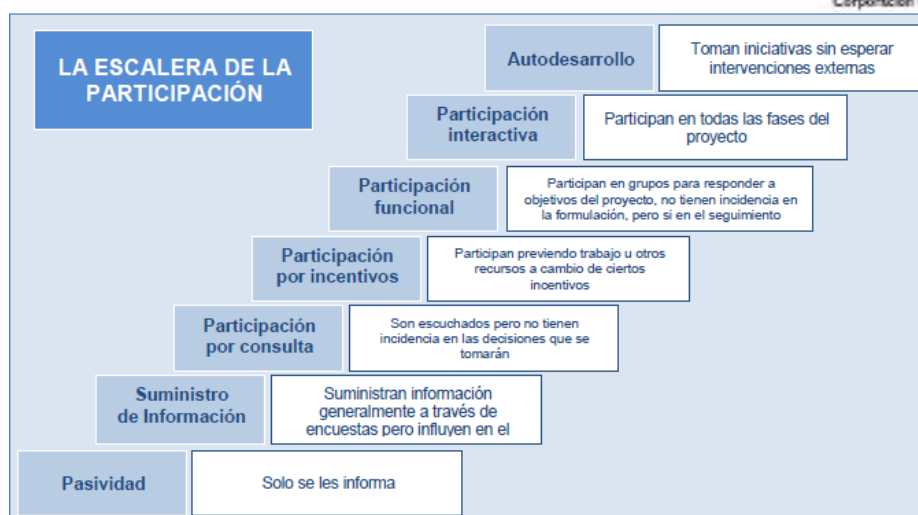 Corporación
LA ESCALERA DE LA
PARTICIPACIÓN
Autodesarrollo
Toman iniciativas sin esperar
intervenciones externas
Participación
interactiva
Participan en todas las fases del
proyecto
Participación
funcional
Participan en grupos para responder a
objetivos del proyecto, no tienen incidencia en
la formulación, pero si en el seguimiento
Participación
por incentivos
Participan previendo trabajo u otros
recursos a cambio de ciertos
incentivos
Participación
por consulta
Son escuchados pero no tienen
incidencia en las decisiones que se
tomarán
Suministro
de Información
Suministran información
generalmente a través de
encuestas pero influyen en el
Pasividad
Solo se les informa